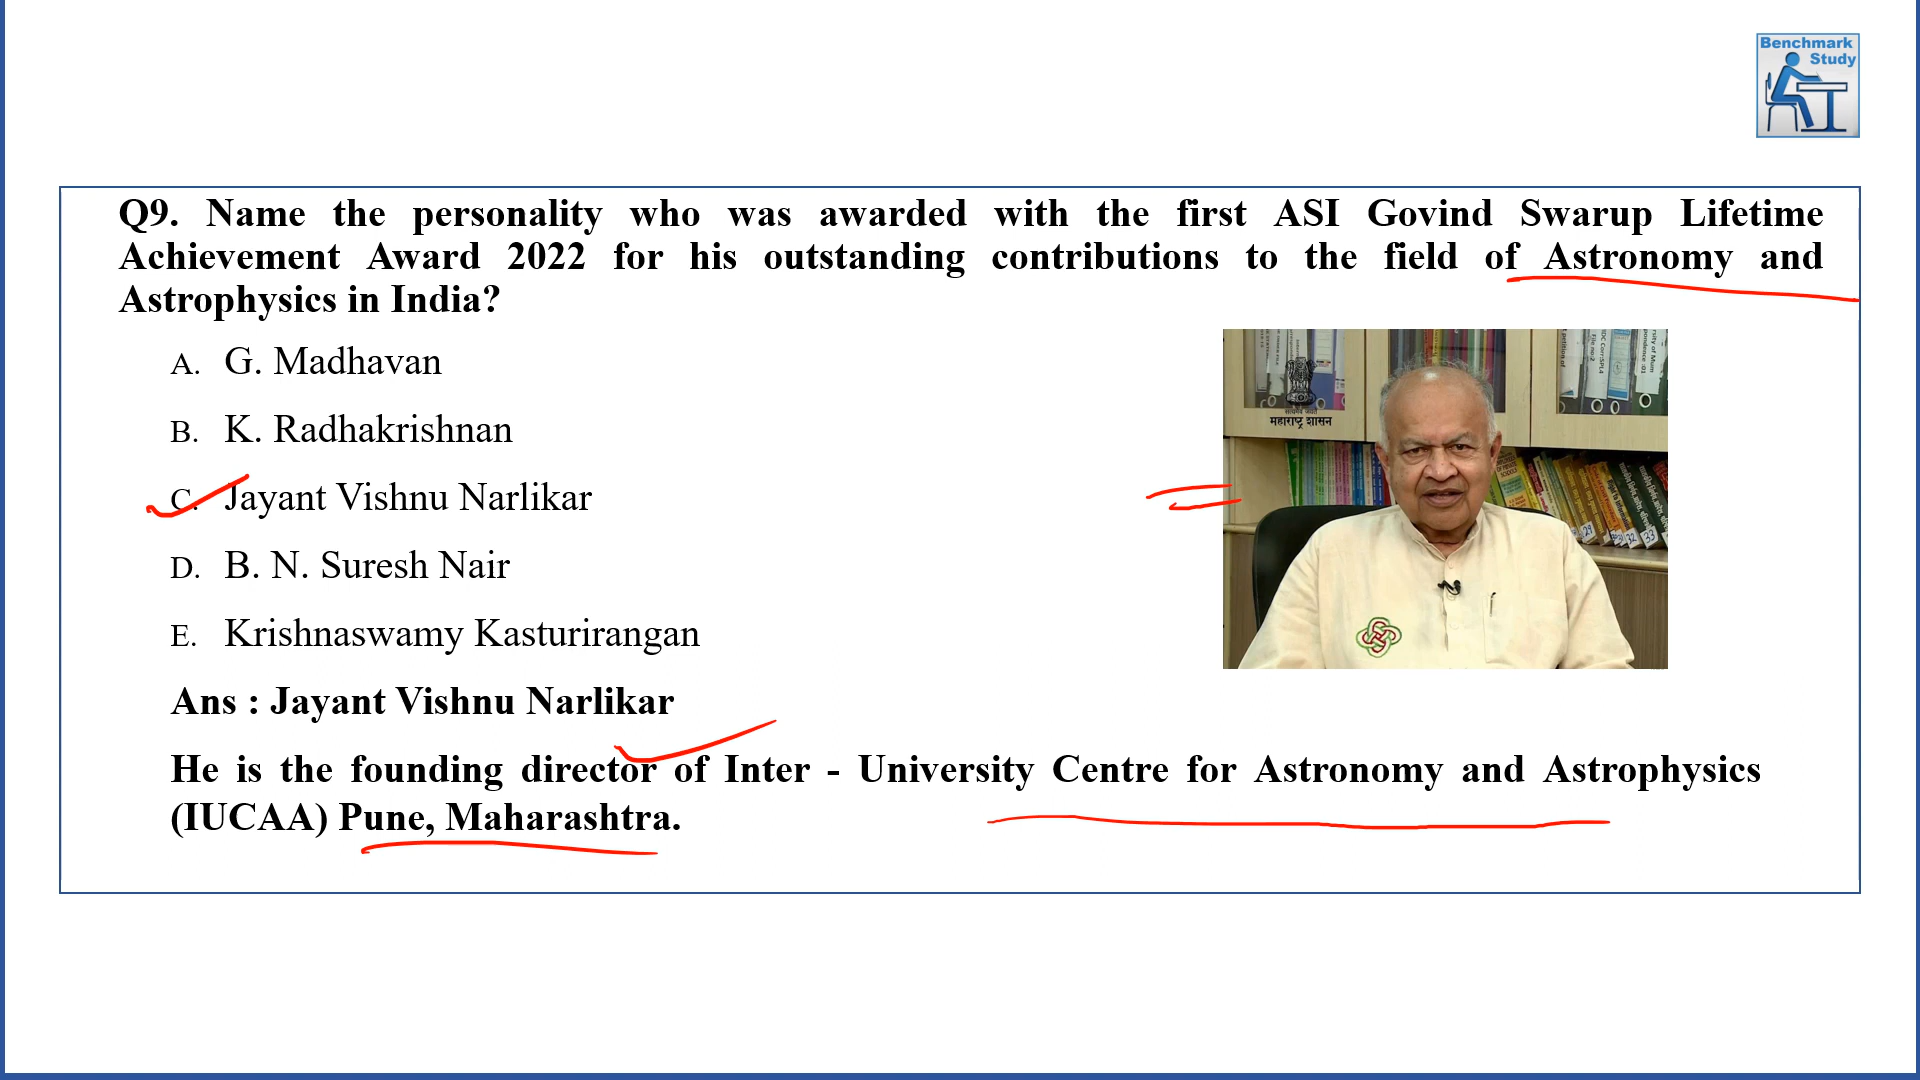 Benchmark
Study
Q9. Name the personality who was awarded with the first ASI Govind Swarup Lifetime
Achievement Award 2022 for his outstanding contributions to the field of Astronomy and
Astrophysics in India?
A. G. Madhavan
B. K. Radhakrishnan
C. Jayant Vishnu Narlikar
D. B. N. Suresh Nair
E. Krishnaswamy Kasturirangan
महाराष्ट्र शासन
29
32
33
Ans : Jayant Vishnu Narlikar
He is the founding director of Inter - University Centre for Astronomy and Astrophysics
(IUCAA) Pune, Maharashtra.